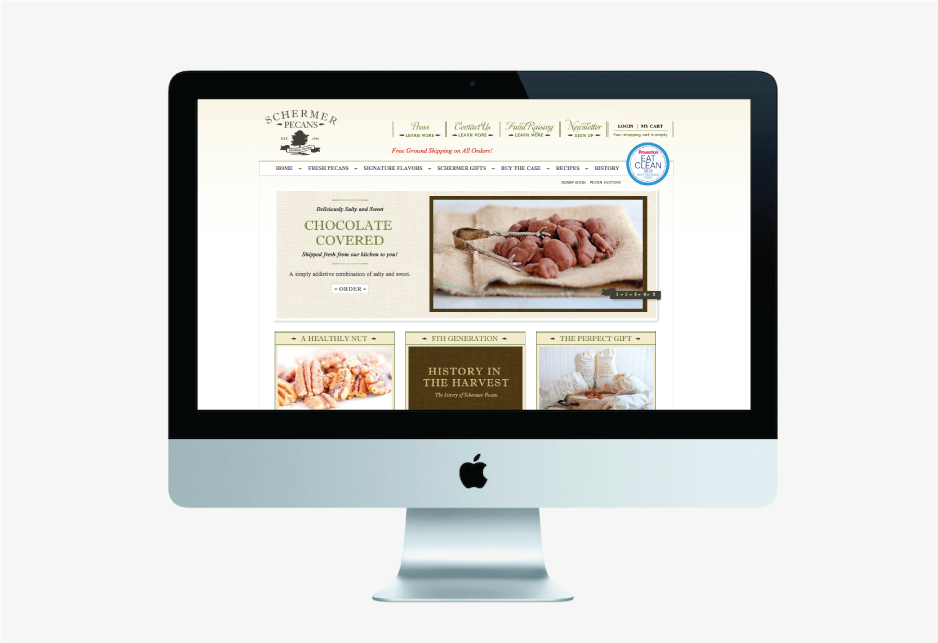 SCHERMER
PECANS
EST. 1946
Press
LEARN MORE
Contact Us
LEARN MORE
Fund Raising
LEARN MORE
Newsletter
SIGN UP
LOGIN | MY CART
Your shopping cart is empty
Free Ground Shipping on All Orders!
Prevention
EAT
CLEAN
HOME FRESH PECANS SIGNATURE FLAVORS SCHERMER GIFTS BUY THE CASE RECIPES HISTORY
SCRAP BOOK PECAN HISTORY
Deliciously Salty and Sweet
CHOCOLATE
COVERED
Shipped fresh from our kitchen to you!
A simply addictive combination of salty and sweet.
ORDER
1 2 3 4 5
A HEALTHLY NUT
5TH GENERATION
THE PERFECT GIFT
HISTORY IN
THE HARVEST
The history of Schermer Pecans